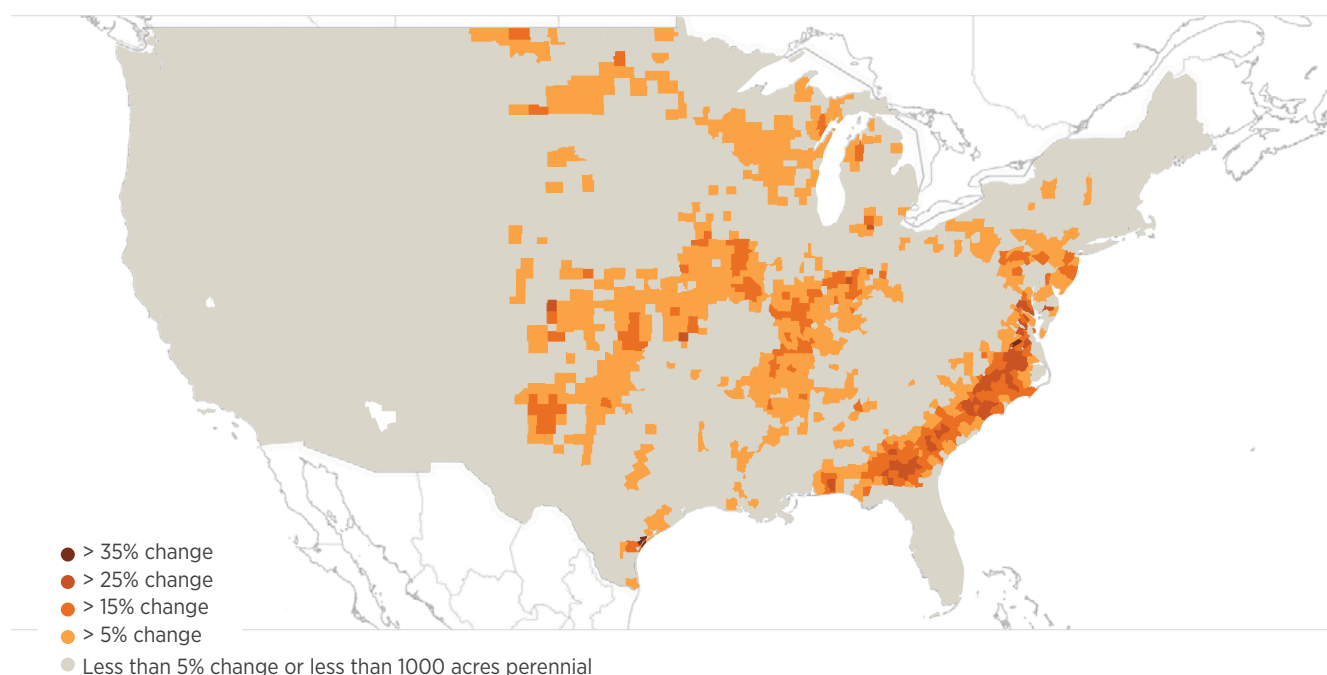 > 35% change
> 25% change
> 15% change
> 5% change
Less than 5% change or less than 1000 acres perennial